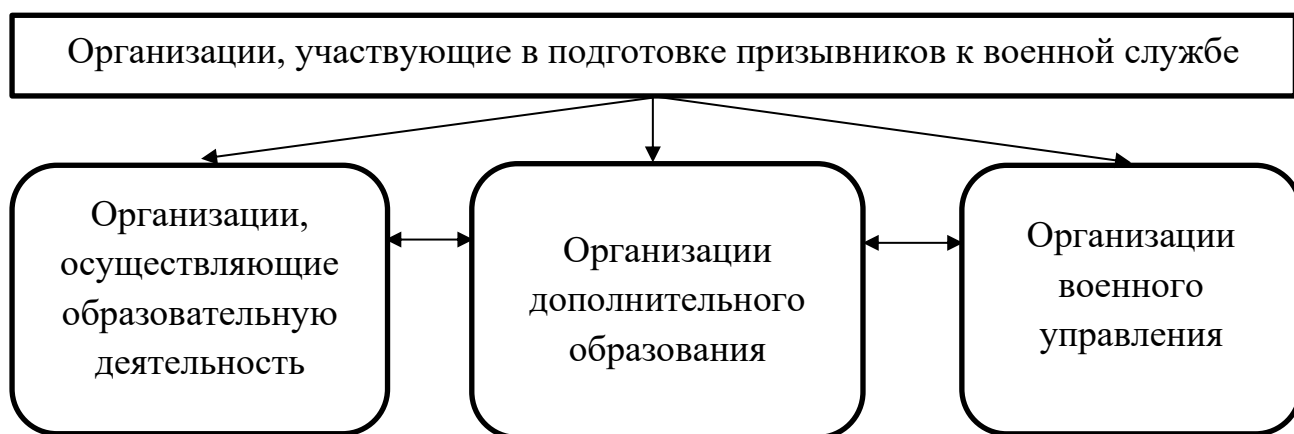 Организации, участвующие в подготовке призывников к военной службе
Организации,
осуществляющие
образовательную
деятельность
Организации
дополнительного
образования
Организации
военного
управления